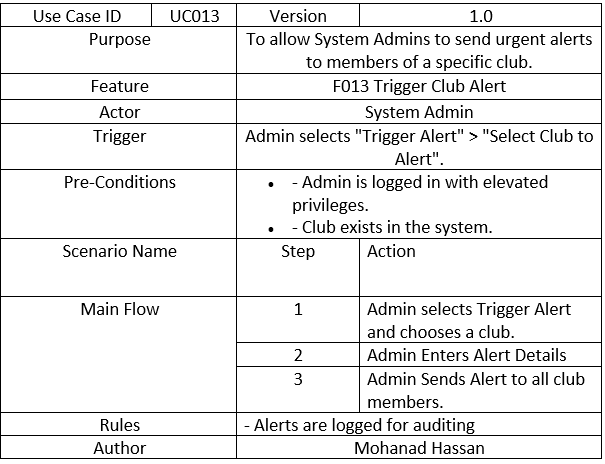 Use Case ID UC013 Version 1.0
Purpose To allow System Admins to send urgent alerts
to members of a specific club.
Feature F013 Trigger Club Alert
Actor System Admin
Trigger Admin selects "Trigger Alert" > "Select Club to
Alert".
Pre-Conditions • - Admin is logged in with elevated
privileges.
• - Club exists in the system.
Scenario Name Step Action
Main Flow 1 Admin selects Trigger Alert
and chooses a club.
2 Admin Enters Alert Details
3 Admin Sends Alert to all club
members.
Rules - Alerts are logged for auditing
Author Mohanad Hassan